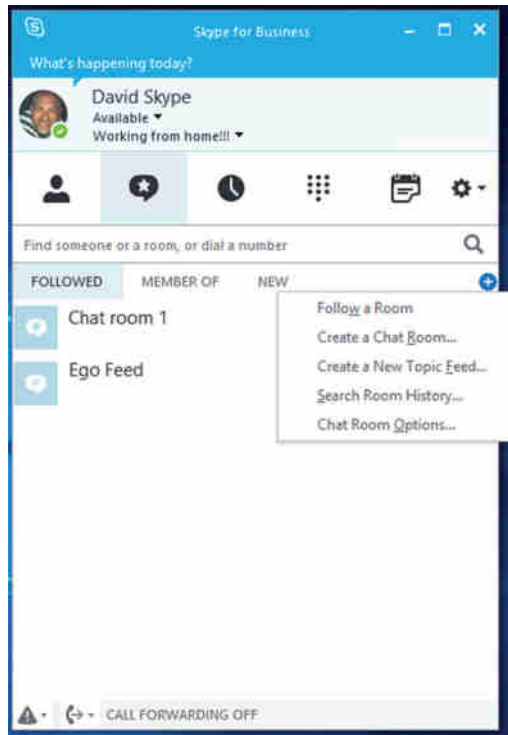 Skype for Business
What's happening today?
David Skype
Available
Working from home!!!
Find someone or a room, or dial a number
FOLLOWED MEMBER OF NEW
Chat room 1
Ego Feed
Follow a Room
Create a Chat Room...
Create a New Topic Feed...
Search Room History...
Chat Room Options...
CALL FORWARDING OFF